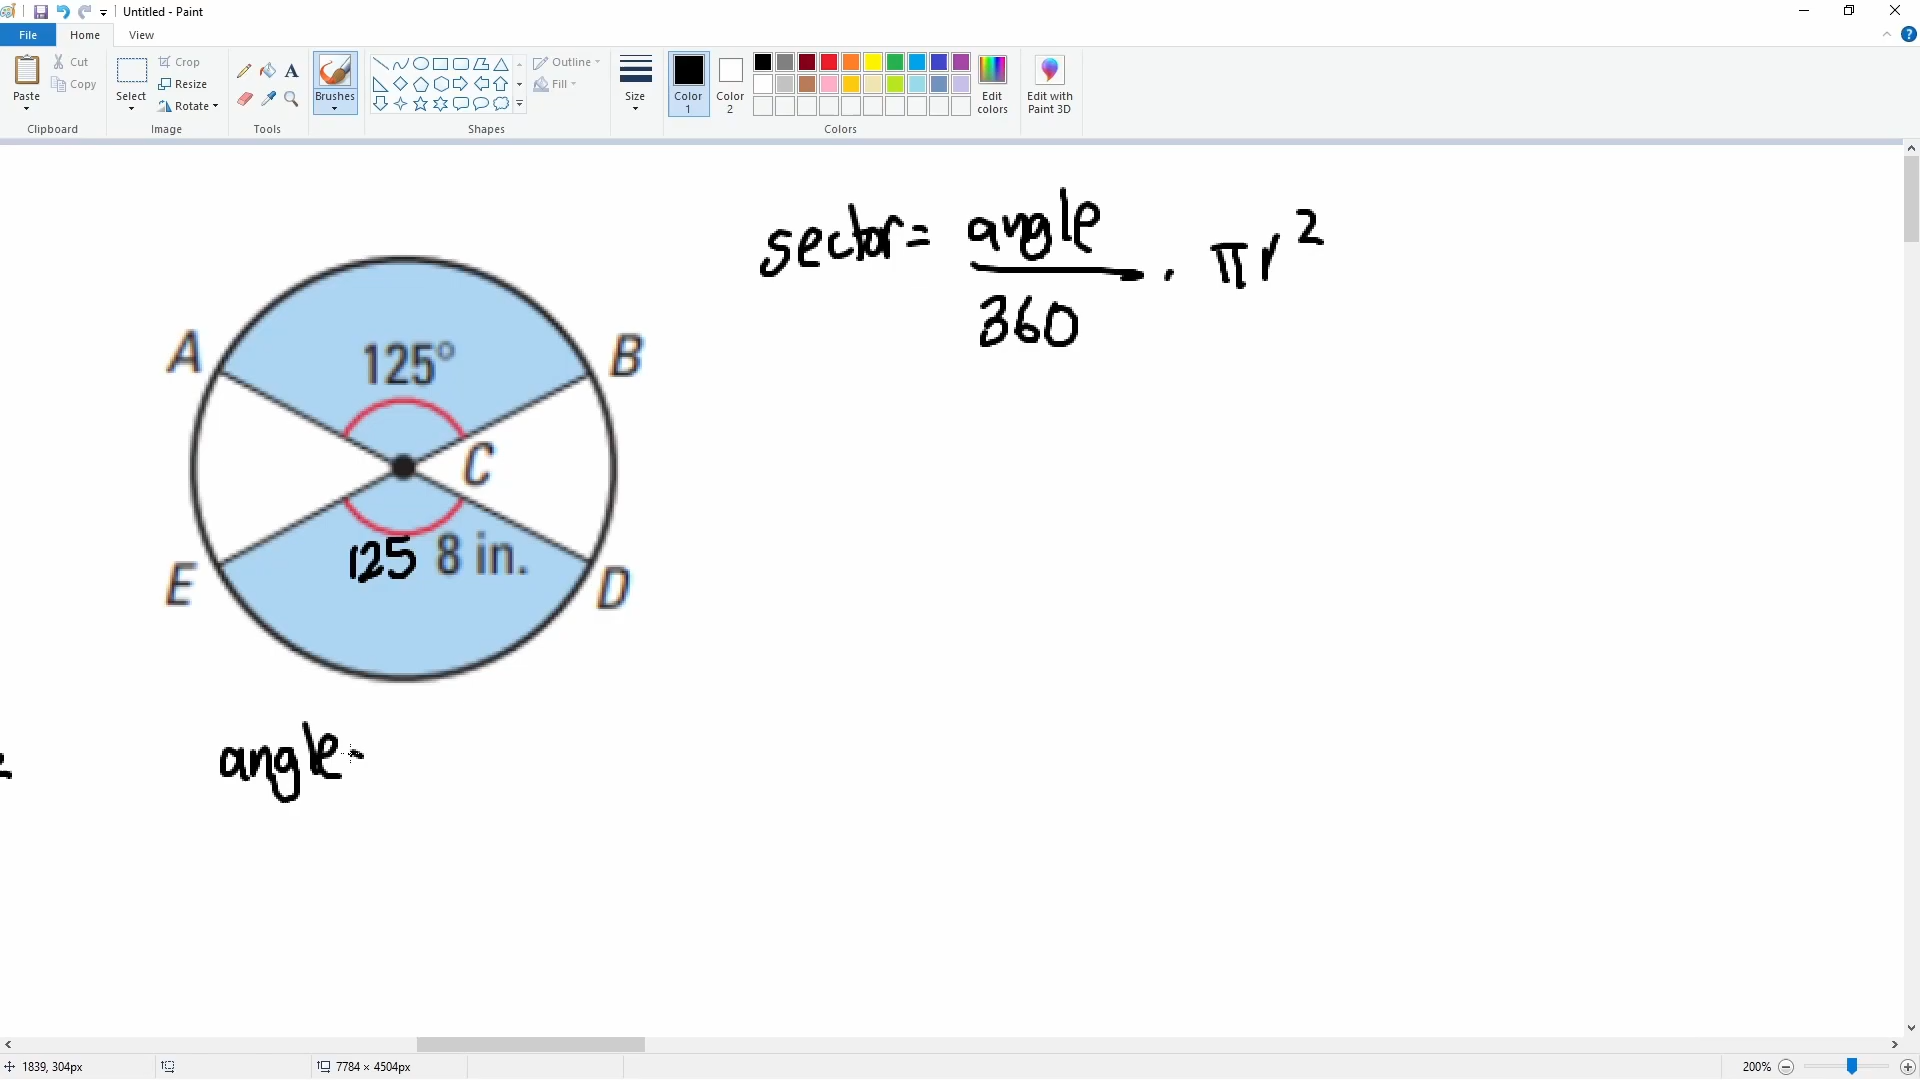 Untitled - Paint
File Home View
Paste Cut Copy Clipboard
Select Crop Resize Rotate Image
Tools
Brushes
Shapes
Outline Fill
Size
Color 1 Color 2
Edit colors
Edit with Paint 3D
Colors
sector = angle / 360 . πr²
A 125° B
C
125 8 in.
E D
angle-
1839, 304px
7784 × 4504px
200%